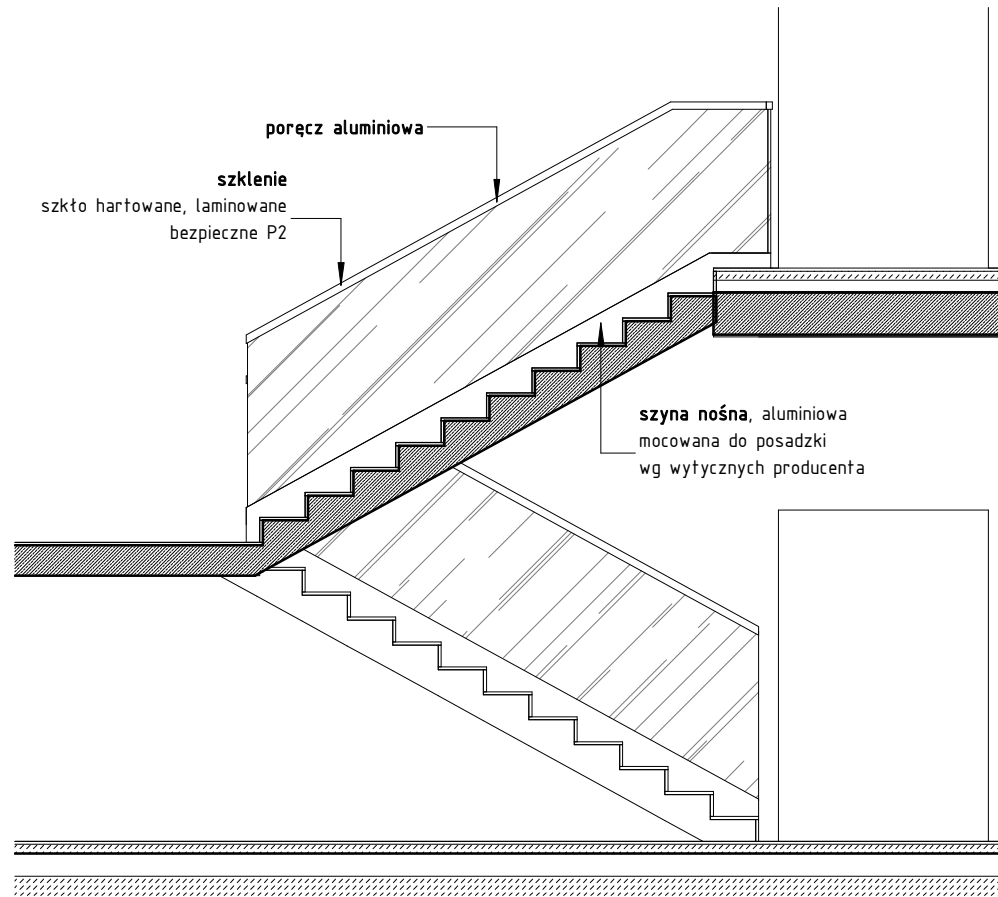 poręcz aluminiowa
szklenie
szkło hartowane, laminowane
bezpieczne P2
szyna nośna, aluminiowa
mocowana do posadzki
wg wytycznych producenta